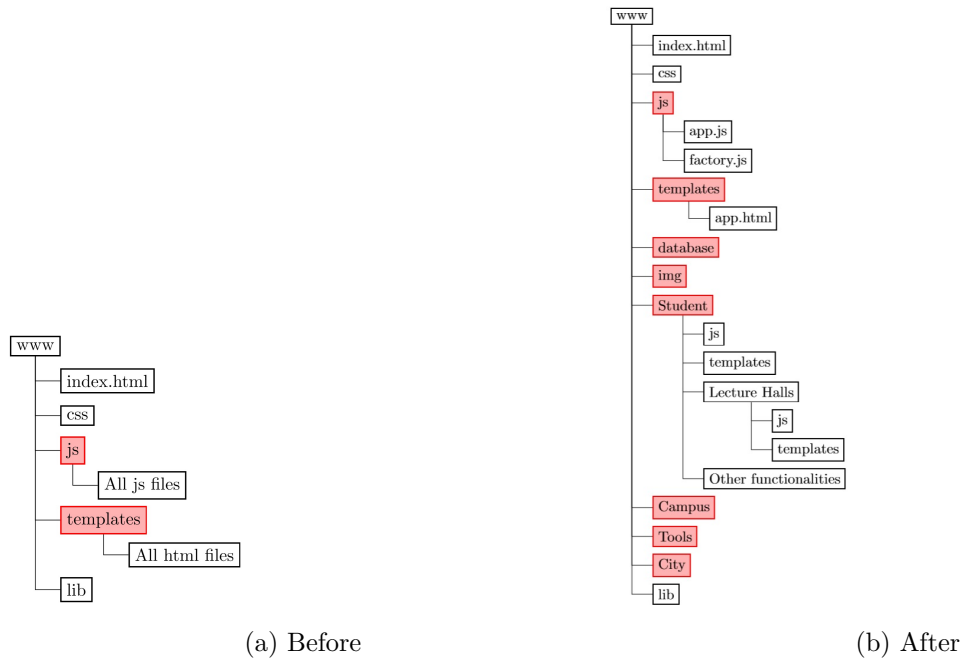 www
index.html
css
js
All js files
templates
All html files
lib
(a) Before
www
index.html
css
js
app.js
factory.js
templates
app.html
database
img
Student
js
templates
Lecture Halls
js
templates
Other functionalities
Campus
Tools
City
lib
(b) After